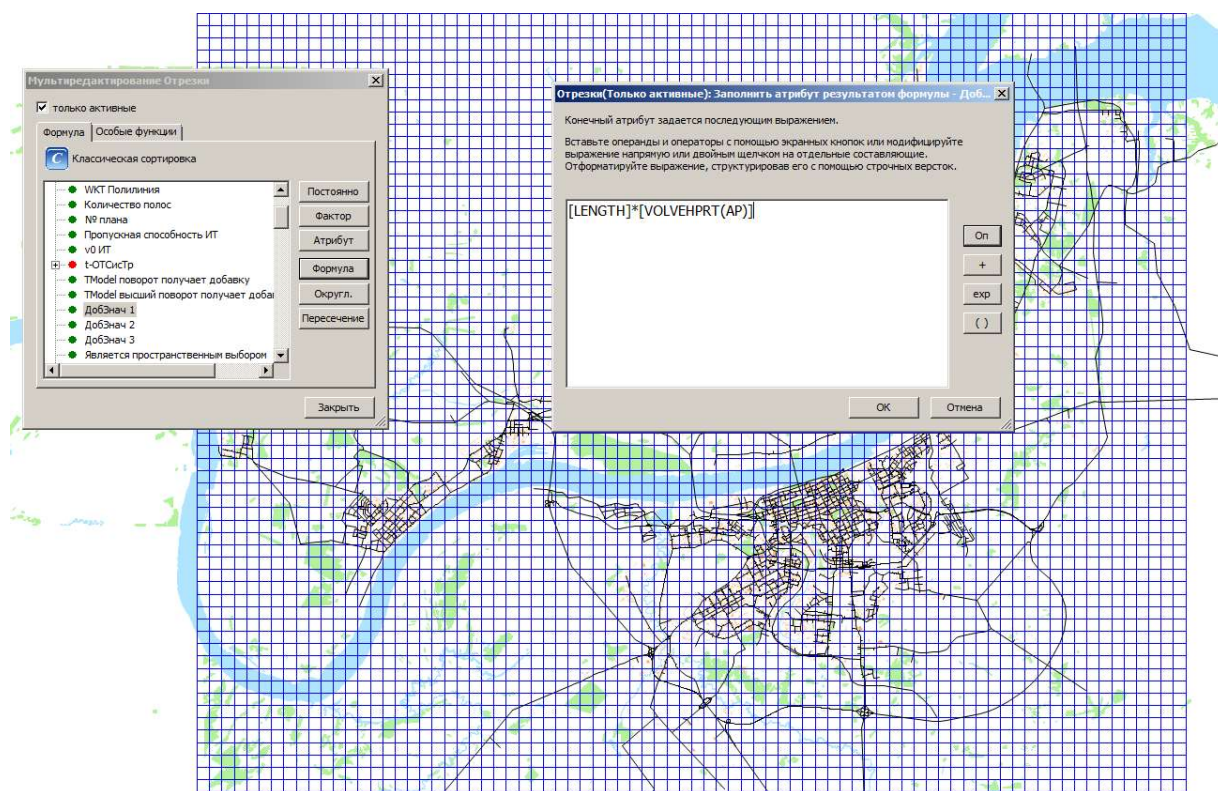 Мультиредактирование Отрезки
только активные
Формула
Особые функции
Классическая сортировка
WKT Полилиния
Количество полос
№ плана
Пропускная способность ИТ
v0 ИТ
t-ОТСисТр
TModel поворот получает добавку
TModel высший поворот получает доба
ДобЗнач 1
ДобЗнач 2
ДобЗнач 3
Является пространственным выбором
Постоянно
Фактор
Атрибут
Формула
Округл.
Пересечение
Закрыть
Отрезки(Только активные): Заполнить атрибут результатом формулы - Доб...
Конечный атрибут задается последующим выражением.
Вставьте операнды и операторы с помощью экранных кнопок или модифицируйте
выражение напрямую или двойным щелчком на отдельные составляющие.
Отформатируйте выражение, структурировав его с помощью строчных версток.
[LENGTH]*[VOLVEHPRT(AP)]
Оп
+
exp
( )
ОК
Отмена